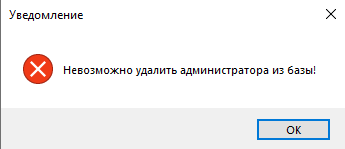 Уведомление
Невозможно удалить администратора из базы!
OK